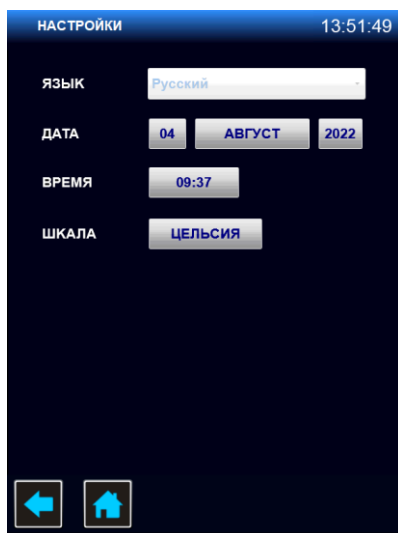 НАСТРОЙКИ 13:51:49
ЯЗЫК Русский
ДАТА 04 АВГУСТ 2022
ВРЕМЯ 09:37
ШКАЛА ЦЕЛЬСИЯ